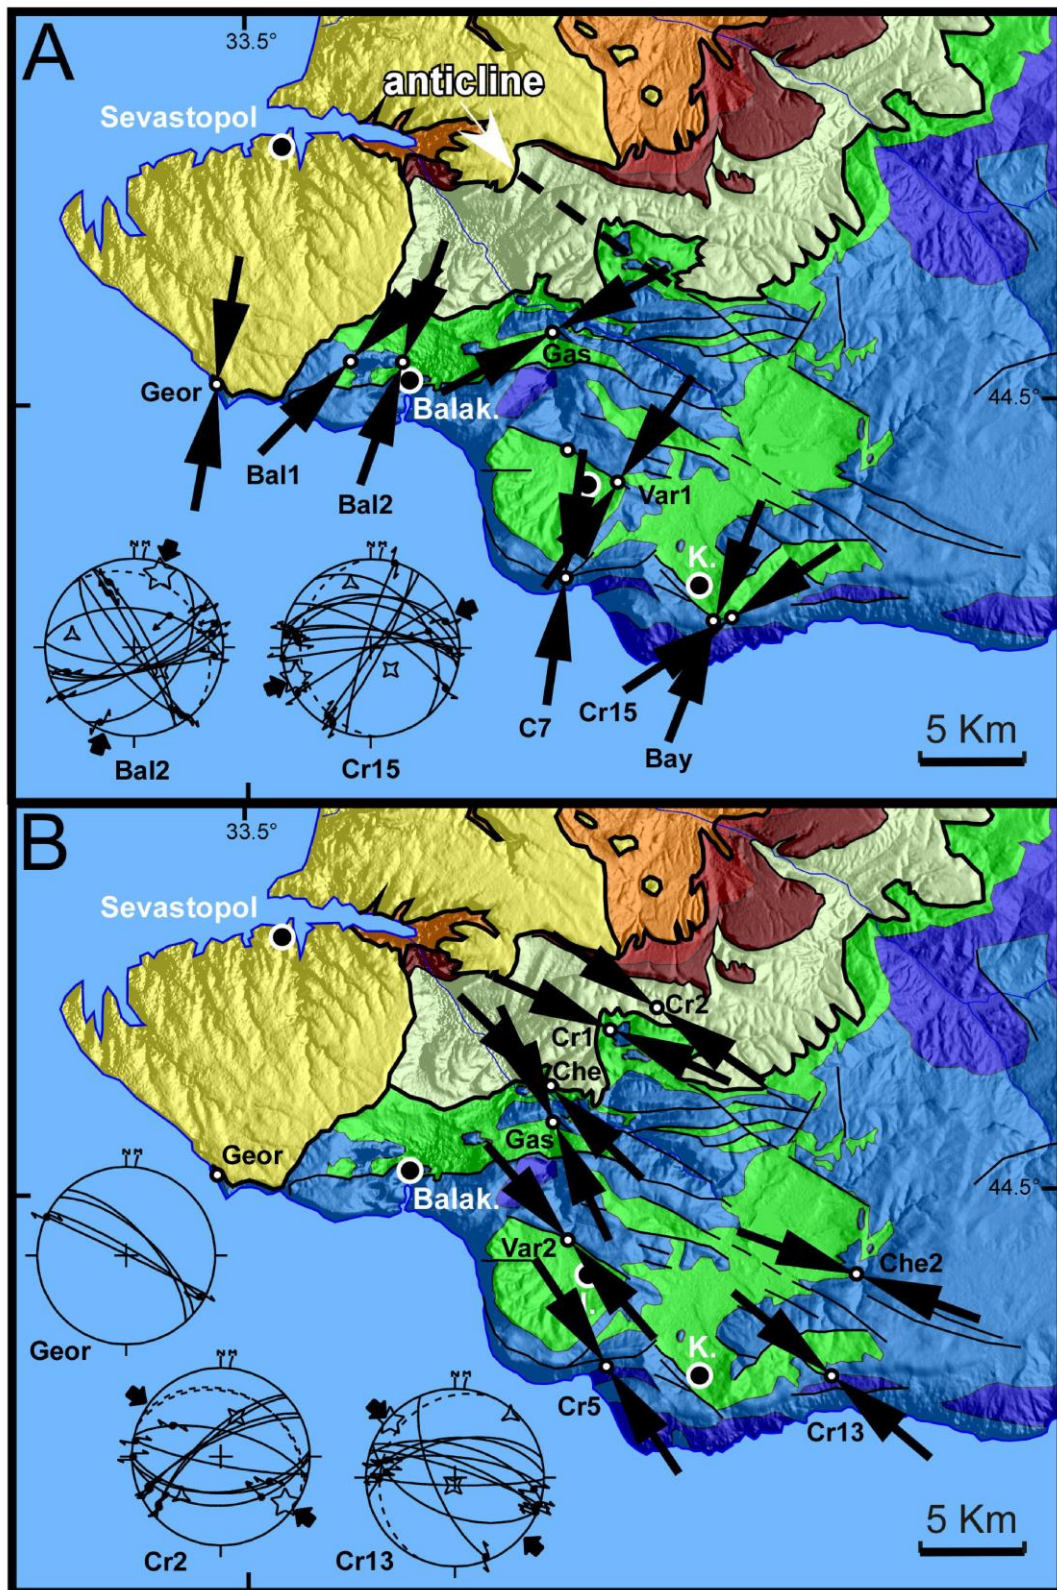 A
33.5°
anticline
Sevastopol
Geor
Gas
Balak.
44.5°
Bal1
Bal2
Var1
K.
N M
N M
C7
Cr15
Bay
Bal2
Cr15
5 Km
B
33.5°
Sevastopol
Cr2
Cr1
Che
Gas
Geor
Balak.
44.5°
N M
Var2
Che2
Geor
K.
N M
N M
Cr5
Cr13
Cr2
Cr13
5 Km